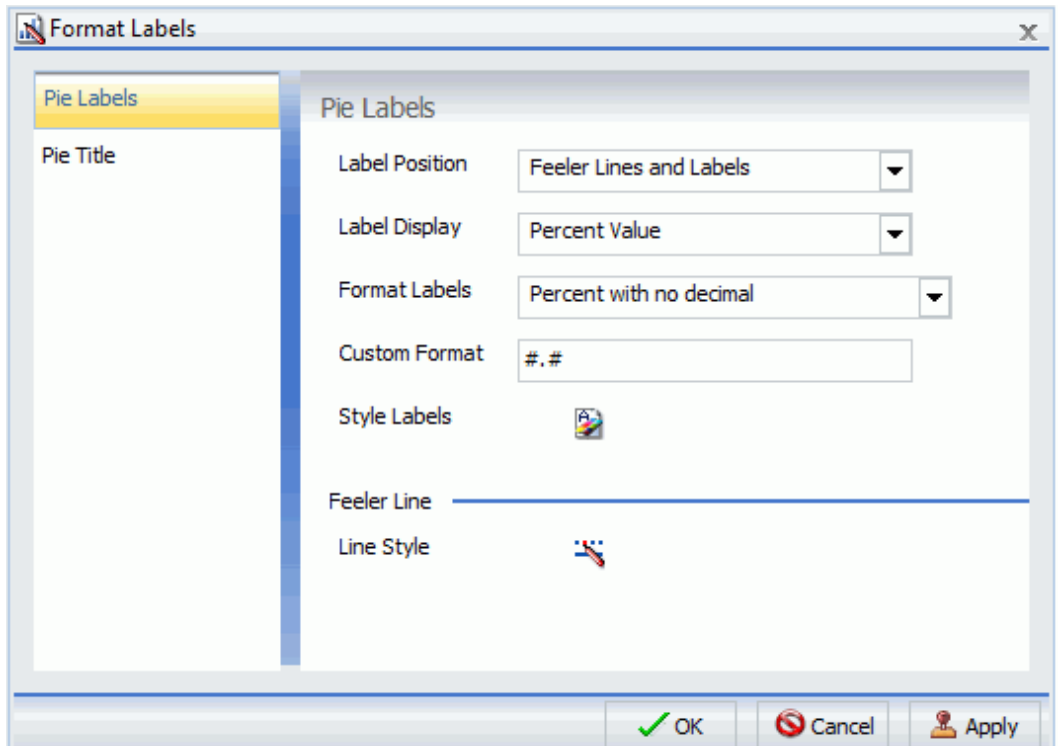 Format Labels
Pie Labels
Pie Title
Pie Labels
Label Position Feeler Lines and Labels
Label Display Percent Value
Format Labels Percent with no decimal
Custom Format #.#
Style Labels
Feeler Line
Line Style
OK Cancel Apply